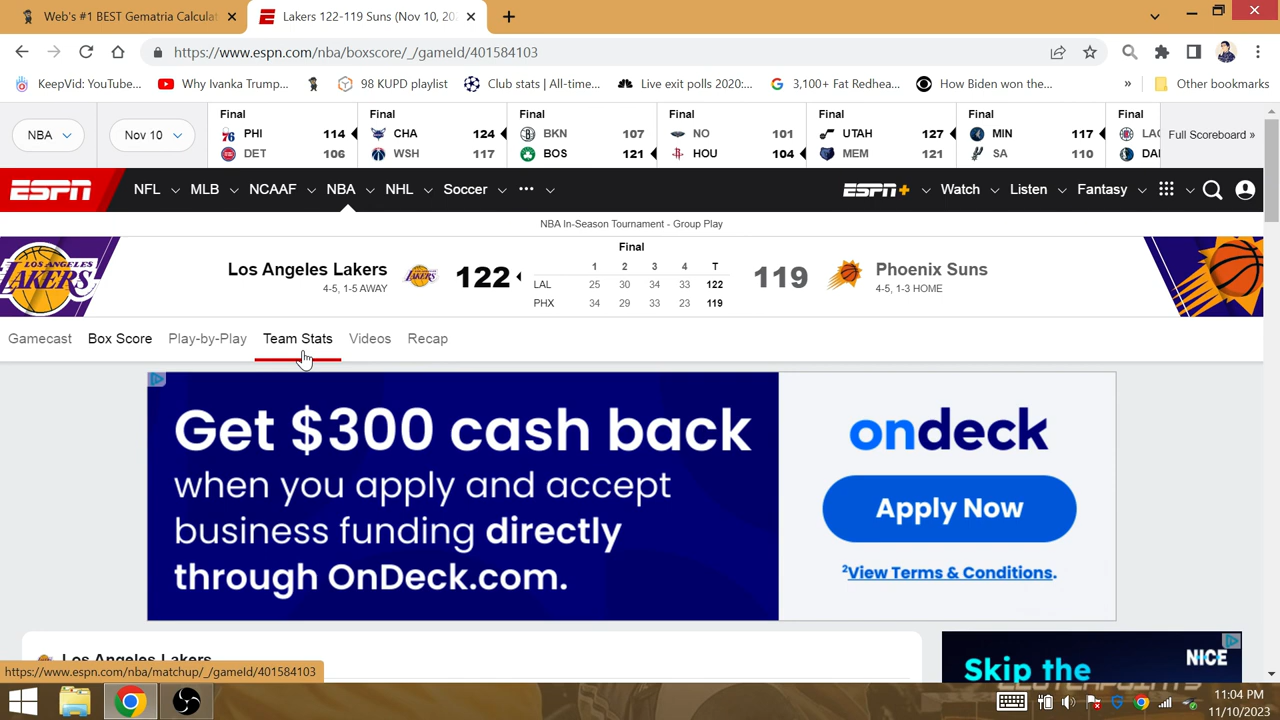 Web's #1 BEST Gematria Calculat
Lakers 122-119 Suns (Nov 10, 20
https://www.espn.com/nba/boxscore/_/gameId/401584103
KeepVid: YouTube...
Why Ivanka Trump...
98 KUPD playlist
Club stats | All-time...
Live exit polls 2020:...
3,100+ Fat Redhea...
How Biden won the...
»
Other bookmarks
NBA
Nov 10
Final
PHI 114
DET 106
Final
CHA 124
WSH 117
Final
BKN 107
BOS 121
Final
NO 101
HOU 104
Final
UTAH 127
MEM 121
Final
MIN 117
SA 110
Final
LAC
DAL
Full Scoreboard »
ESPN
NFL
MLB
NCAAF
NBA
NHL
Soccer
ESPN+
Watch
Listen
Fantasy
NBA In-Season Tournament - Group Play
LOS ANGELES
LAKERS
Los Angeles Lakers
4-5, 1-5 AWAY
122
Final
1 2 3 4 T
LAL 25 30 34 33 122
PHX 34 29 33 23 119
119
Phoenix Suns
4-5, 1-3 HOME
Gamecast
Box Score
Play-by-Play
Team Stats
Videos
Recap
Get $300 cash back
when you apply and accept
business funding directly
through OnDeck.com.
ondeck
Apply Now
2View Terms & Conditions.
Los Angeles Lakers
Skip the
NICE
https://www.espn.com/nba/matchup/_/gameId/401584103
CLUTCHPOINTS
11:04 PM
11/10/2023